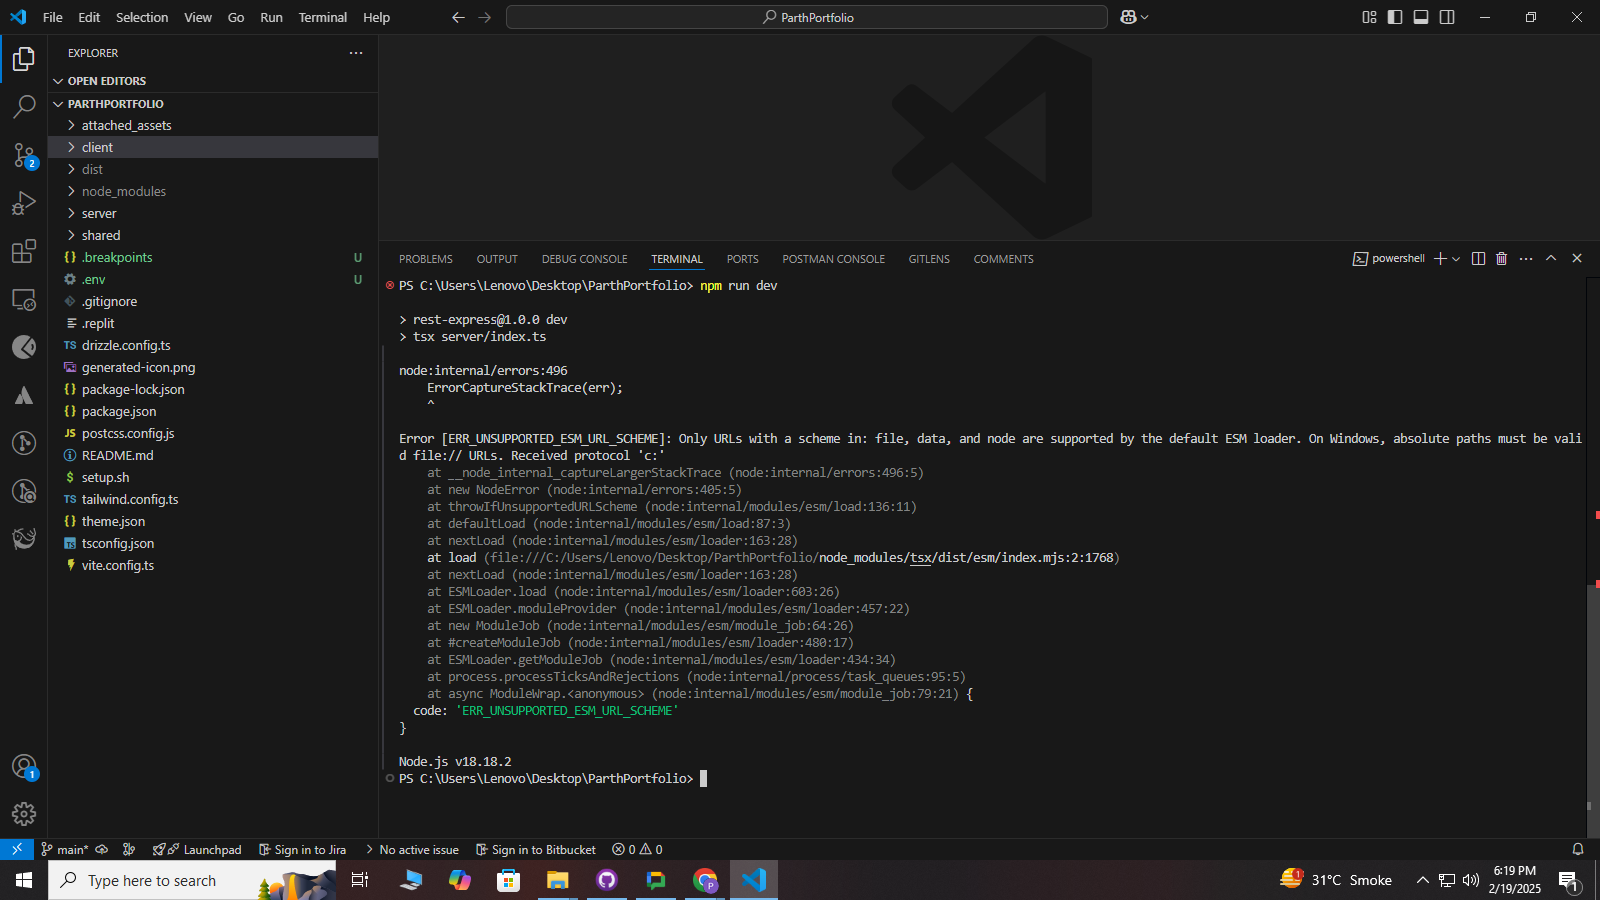 File Edit Selection View Go Run Terminal Help
ParthPortfolio
EXPLORER
OPEN EDITORS
PARTHPORTFOLIO
attached_assets
client
dist
node_modules
server
shared
{} .breakpoints U
.env U
.gitignore
.replit
TS drizzle.config.ts
generated-icon.png
{} package-lock.json
{} package.json
JS postcss.config.js
README.md
$ setup.sh
TS tailwind.config.ts
{} theme.json
TS tsconfig.json
vite.config.ts
2
1
PROBLEMS OUTPUT DEBUG CONSOLE TERMINAL PORTS POSTMAN CONSOLE GITLENS COMMENTS
powershell
PS C:\Users\Lenovo\Desktop\ParthPortfolio> npm run dev
> rest-express@1.0.0 dev
> tsx server/index.ts
node:internal/errors:496
ErrorCaptureStackTrace(err);
^
Error [ERR_UNSUPPORTED_ESM_URL_SCHEME]: Only URLs with a scheme in: file, data, and node are supported by the default ESM loader. On Windows, absolute paths must be vali
d file:// URLs. Received protocol 'c:'
at __node_internal_captureLargerStackTrace (node:internal/errors:496:5)
at new NodeError (node:internal/errors:405:5)
at throwIfUnsupportedURLScheme (node:internal/modules/esm/load:136:11)
at defaultLoad (node:internal/modules/esm/load:87:3)
at nextLoad (node:internal/modules/esm/loader:163:28)
at load (file:///C:/Users/Lenovo/Desktop/ParthPortfolio/node_modules/tsx/dist/esm/index.mjs:2:1768)
at nextLoad (node:internal/modules/esm/loader:163:28)
at ESMLoader.load (node:internal/modules/esm/loader:603:26)
at ESMLoader.moduleProvider (node:internal/modules/esm/loader:457:22)
at new ModuleJob (node:internal/modules/esm/module_job:64:26)
at #createModuleJob (node:internal/modules/esm/loader:480:17)
at ESMLoader.getModuleJob (node:internal/modules/esm/loader:434:34)
at process.processTicksAndRejections (node:internal/process/task_queues:95:5)
at async ModuleWrap.<anonymous> (node:internal/modules/esm/module_job:79:21) {
code: 'ERR_UNSUPPORTED_ESM_URL_SCHEME'
}
Node.js v18.18.2
PS C:\Users\Lenovo\Desktop\ParthPortfolio>
main* Launchpad Sign in to Jira No active issue Sign in to Bitbucket 0 0
Type here to search
1 31°C Smoke
6:19 PM
2/19/2025
1